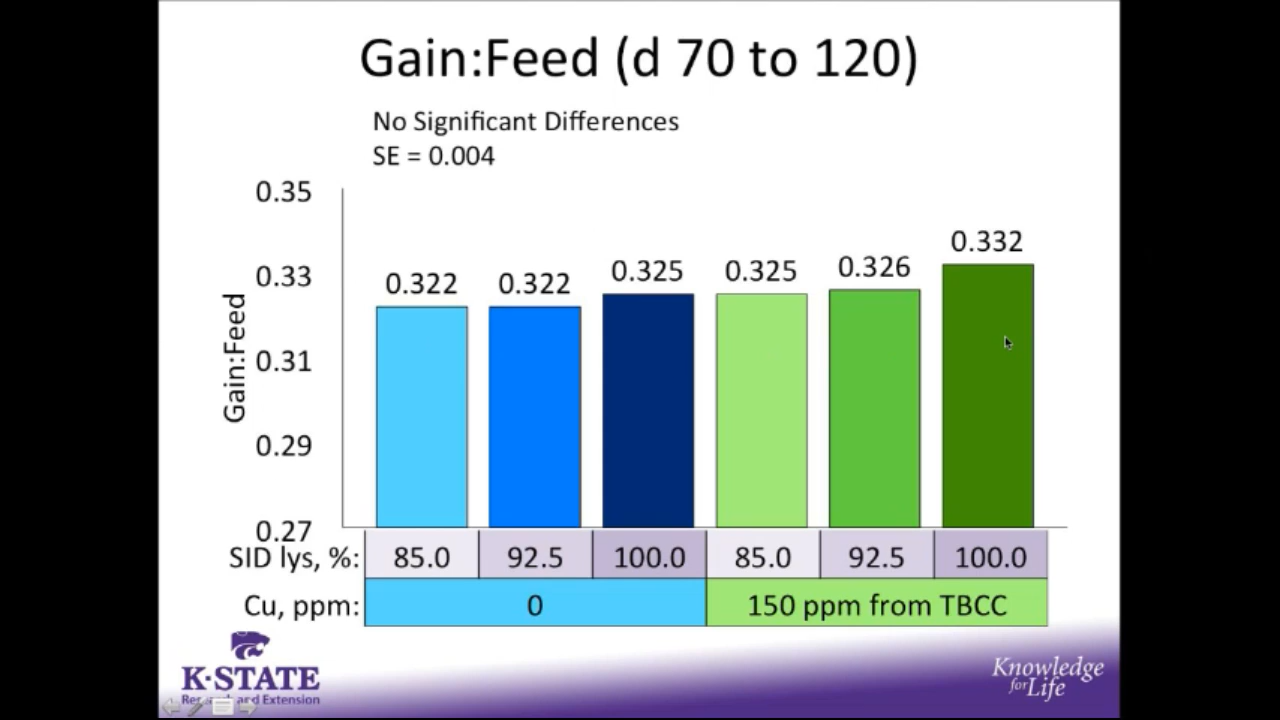 Gain:Feed (d 70 to 120)
No Significant Differences
SE = 0.004
0.35
0.33
0.31
0.29
0.27
Gain:Feed
0.322
0.322
0.325
0.325
0.326
0.332
SID lys, %: 85.0 92.5 100.0 85.0 92.5 100.0
Cu, ppm: 0 150 ppm from TBCC
K-STATE
Research and Extension
Knowledge
for Life